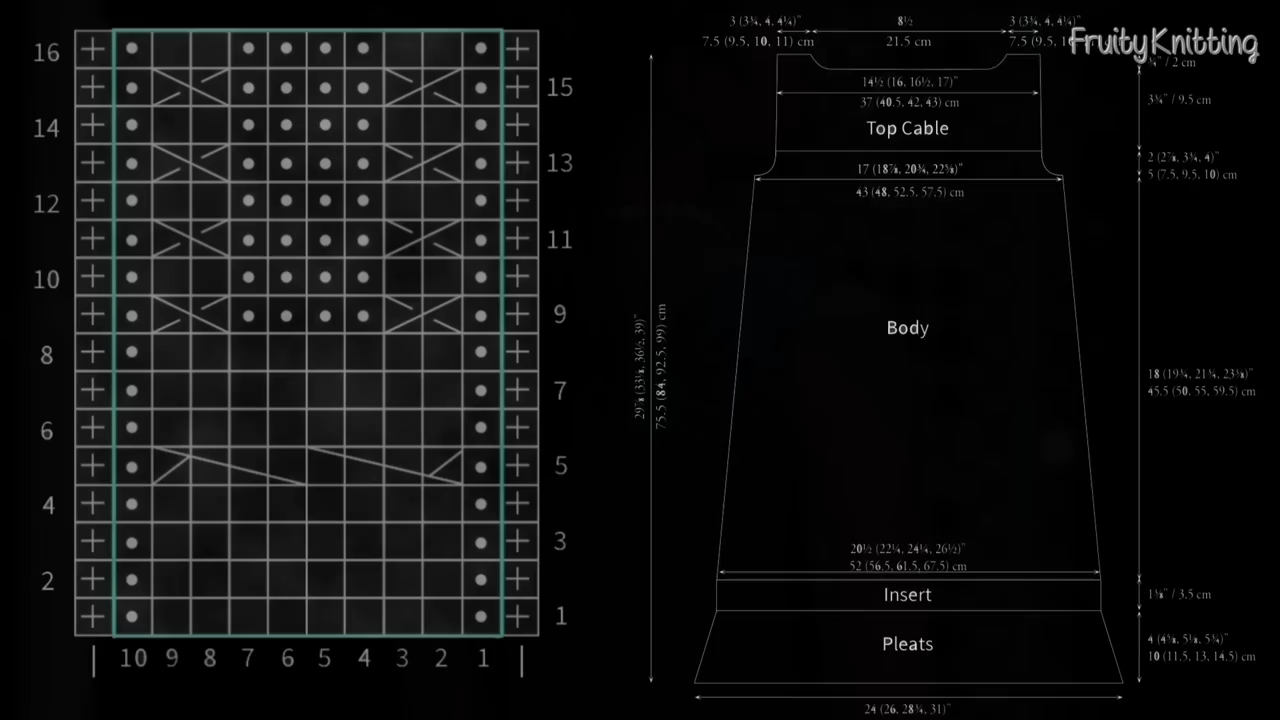 16
15
14
13
12
11
10
9
8
7
6
5
4
3
2
1
10 9 8 7 6 5 4 3 2 1
FruityKnitting
3 (3¾, 4, 4¼)"
7.5 (9.5, 10, 11) cm
8½
21.5 cm
3 (3¾, 4, 4¼)"
7.5 (9.5,
/ 2 cm
14½ (16, 16½, 17)"
37 (40.5, 42, 43) cm
3¾" / 9.5 cm
Top Cable
17 (18⅞, 20¾, 22⅝)"
43 (48, 52.5, 57.5) cm
2 (2⅞, 3¾, 4)"
5 (7.5, 9.5, 10) cm
Body
29⅞ (33⅛, 36½, 39)"
75.5 (84, 92.5, 99) cm
18 (19¾, 21¾, 23⅜)"
45.5 (50, 55, 59.5) cm
20½ (22¼, 24¼, 26½)"
52 (56.5, 61.5, 67.5) cm
Insert
1⅜" / 3.5 cm
Pleats
4 (4⅝, 5⅛, 5¾)"
10 (11.5, 13, 14.5) cm
24 (26, 28¾, 31)"